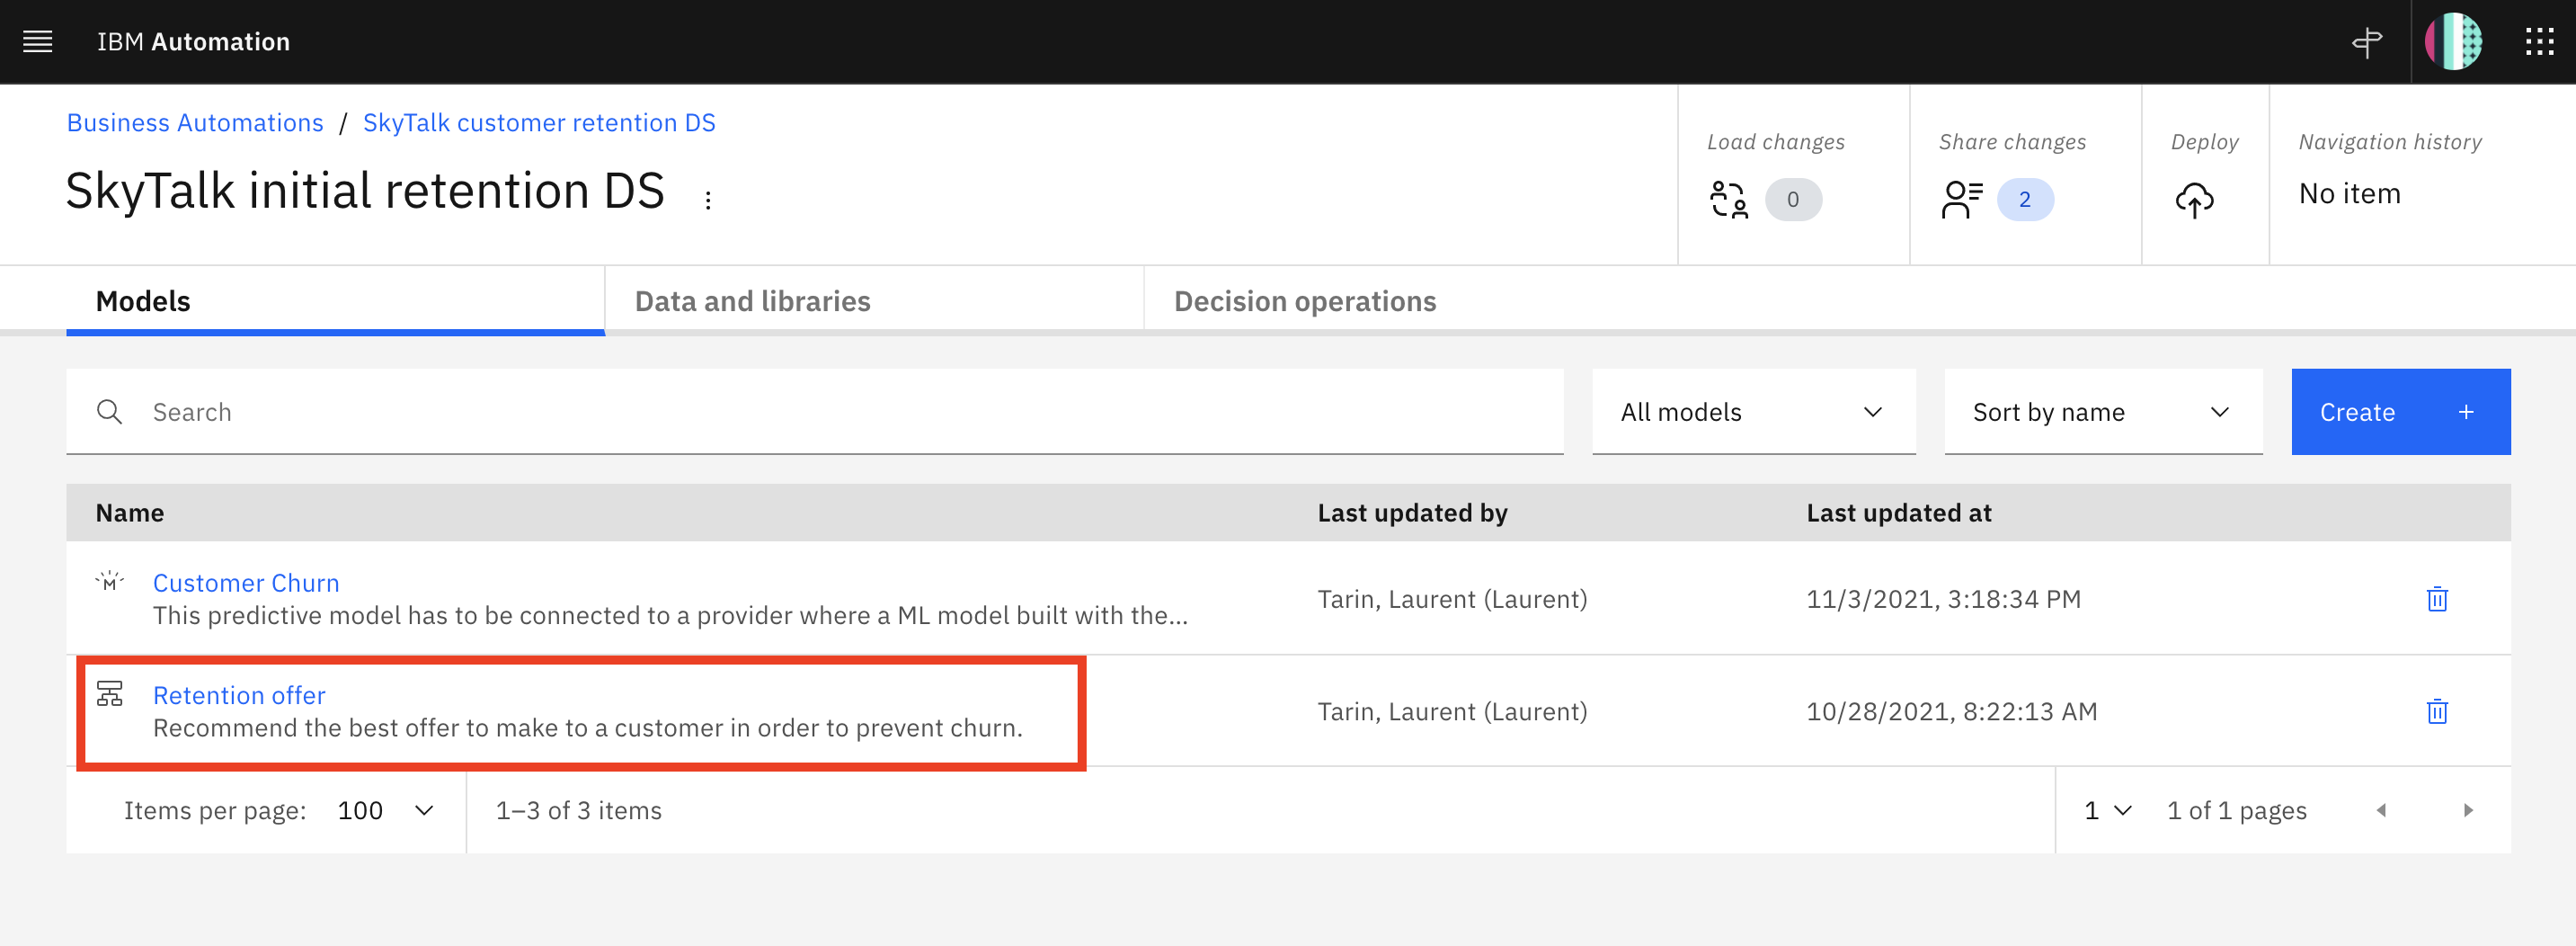 IBM Automation
Business Automations / SkyTalk customer retention DS
SkyTalk initial retention DS
Load changes
0
Share changes
2
Deploy
Navigation history
No item
Models
Data and libraries
Decision operations
Search
All models
Sort by name
Create +
Name
Last updated by
Last updated at
M
Customer Churn
This predictive model has to be connected to a provider where a ML model built with the...
Tarin, Laurent (Laurent)
11/3/2021, 3:18:34 PM
Retention offer
Recommend the best offer to make to a customer in order to prevent churn.
Tarin, Laurent (Laurent)
10/28/2021, 8:22:13 AM
Items per page: 100
1–3 of 3 items
1
1 of 1 pages